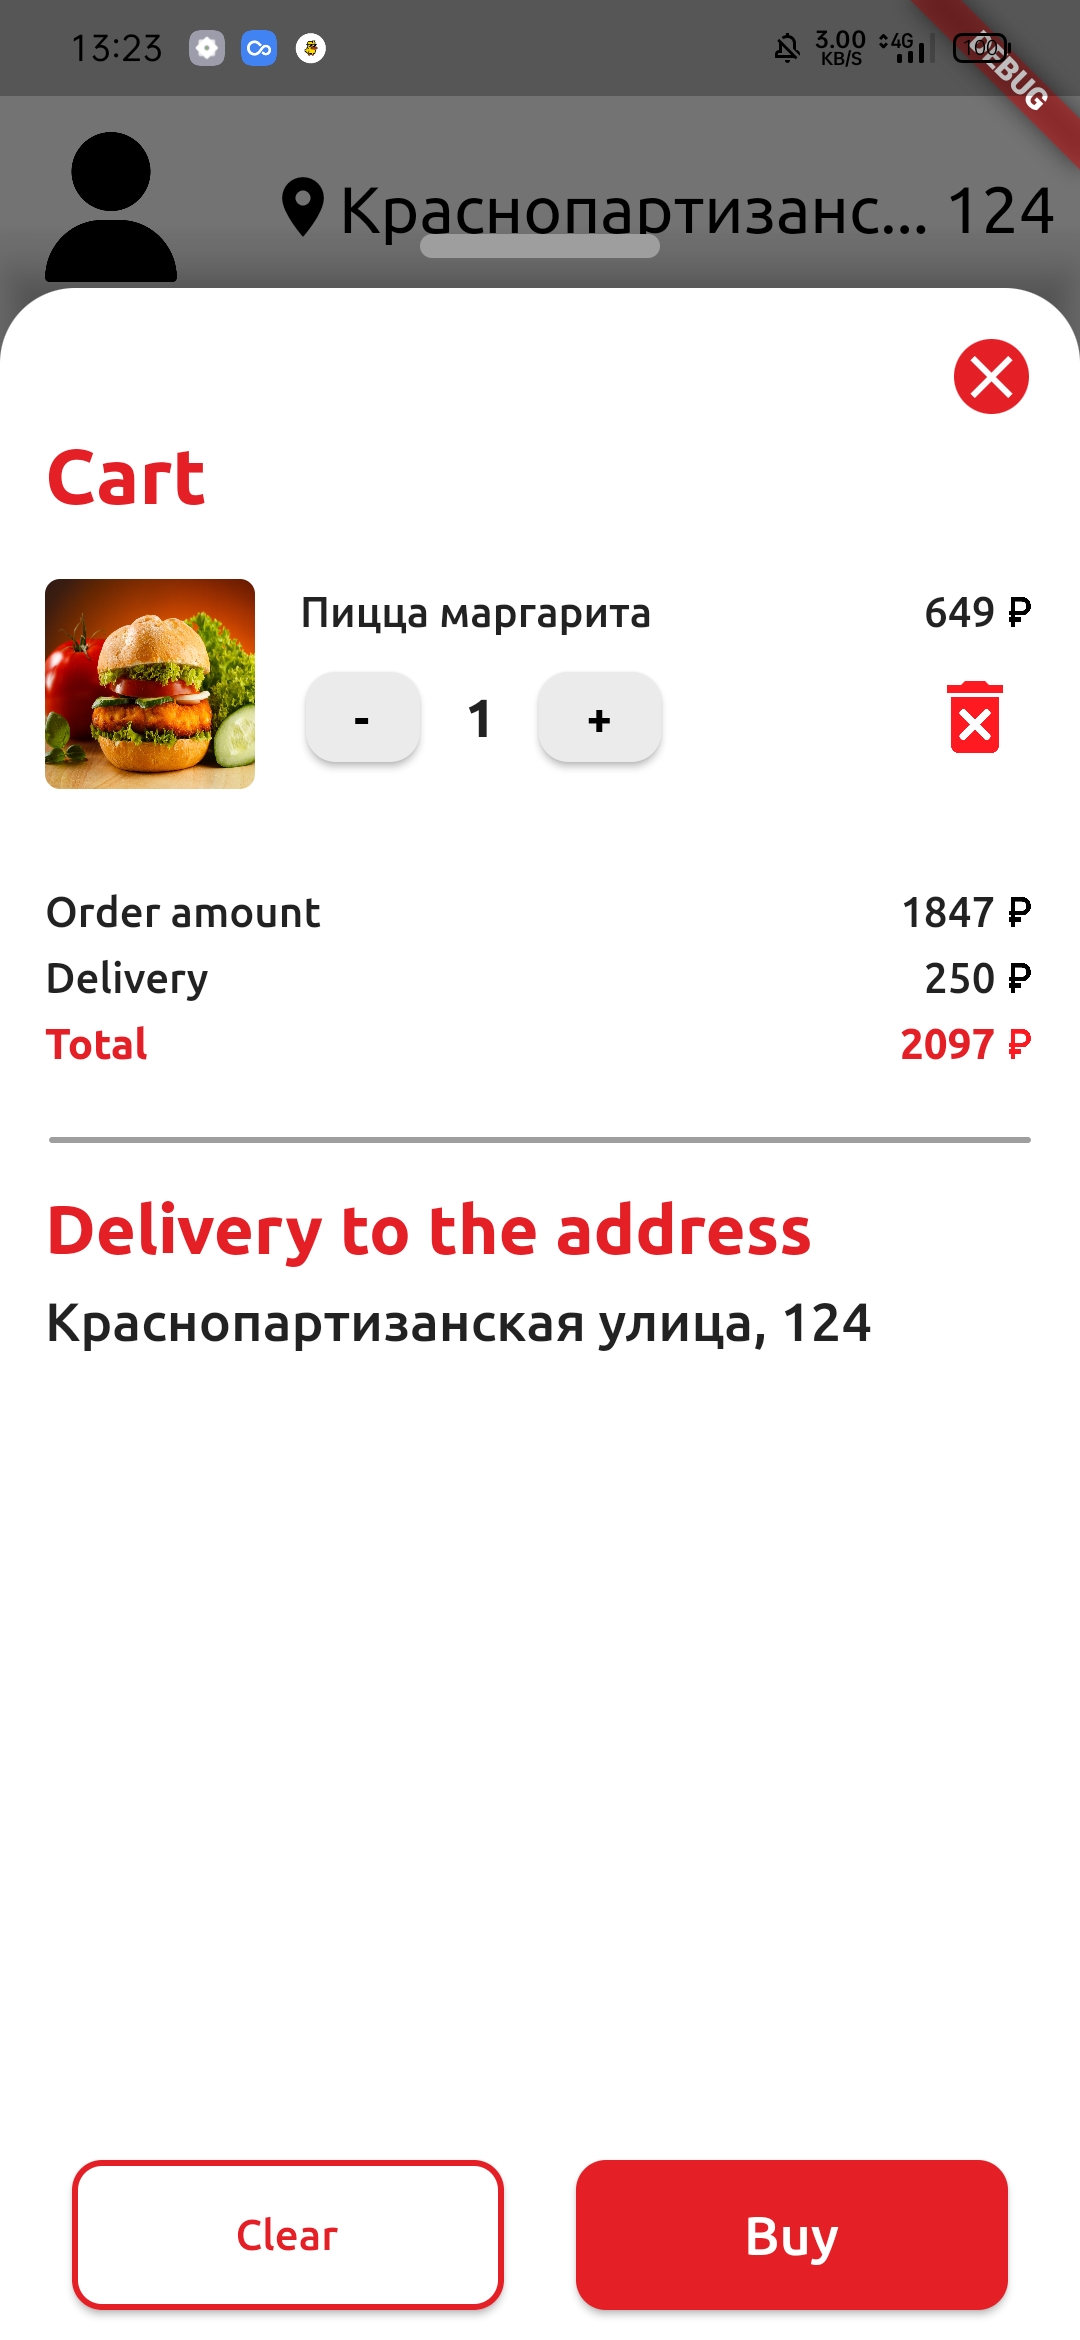 13:23 3.00 KB/S 4G 100
DEBUG
Краснопартизанс... 124
Cart
Пицца маргарита 649 ₽
- 1 +
Order amount 1847 ₽
Delivery 250 ₽
Total 2097 ₽
Delivery to the address
Краснопартизанская улица, 124
Clear Buy